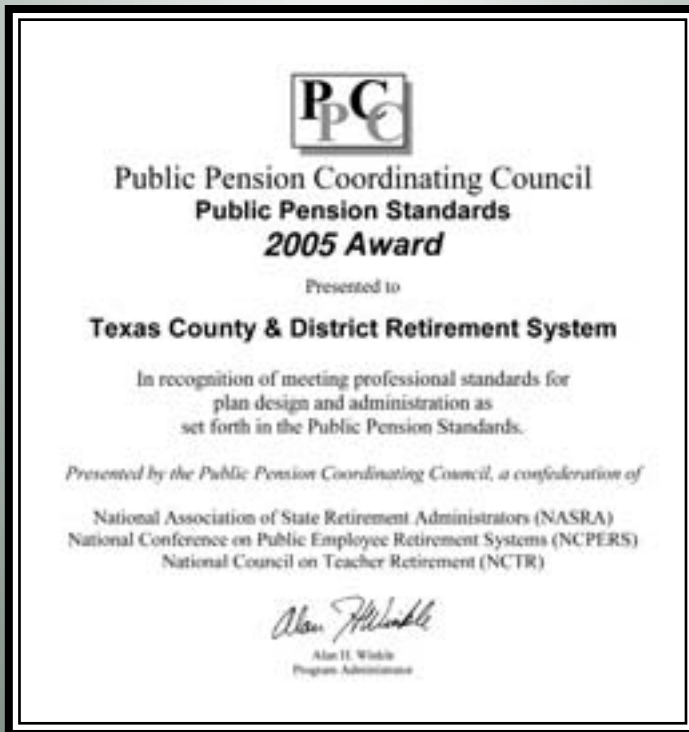 PPCC
Public Pension Coordinating Council
Public Pension Standards
2005 Award
Presented to
Texas County & District Retirement System
In recognition of meeting professional standards for
plan design and administration as
set forth in the Public Pension Standards.
Presented by the Public Pension Coordinating Council, a confederation of
National Association of State Retirement Administrators (NASRA)
National Conference on Public Employee Retirement Systems (NCPERS)
National Council on Teacher Retirement (NCTR)
Alan H Winkle
Alan H. Winkle
Program Administrator